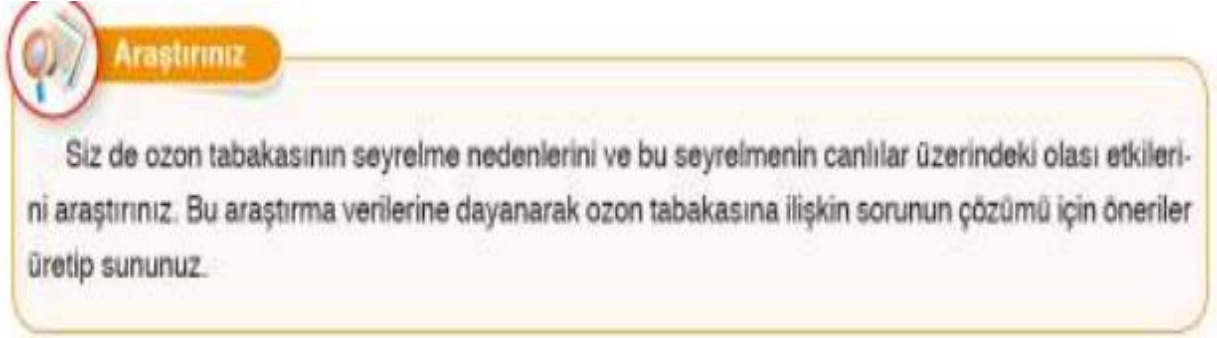 Araştırınız
Siz de ozon tabakasının seyrelme nedenlerini ve bu seyrelmenin canlılar üzerindeki olası etkileri-
ni araştırınız. Bu araştırma verilerine dayanarak ozon tabakasına ilişkin sorunun çözümü için öneriler
üretip sununuz.